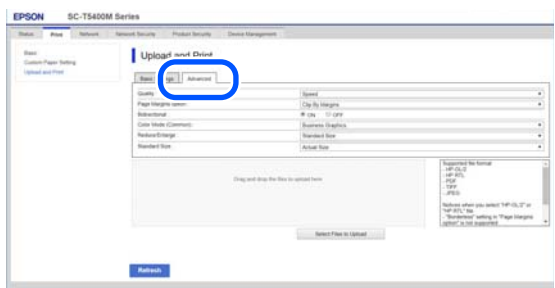 EPSON SC-T5400M Series
Status Print Network Network Security Product Security Device Management
Basic
Custom Paper Setting
Upload and Print
Upload and Print
Basic Advanced
Quality : Speed
Page Margins option : Clip By Margins
Bidirectional : ON OFF
Color Mode (Common) : Business Graphics
Reduce/Enlarge : Standard Size
Standard Size : Actual Size
Drag and drop the files to upload here
Supported file format
- HP-GL/2
- HP-RTL
- PDF
- TIFF
- JPEG
Notices when you select "HP-GL/2" or
"HP-RTL" file
- "Borderless" setting in "Page Margins
option" is not supported
Select Files to Upload
Refresh